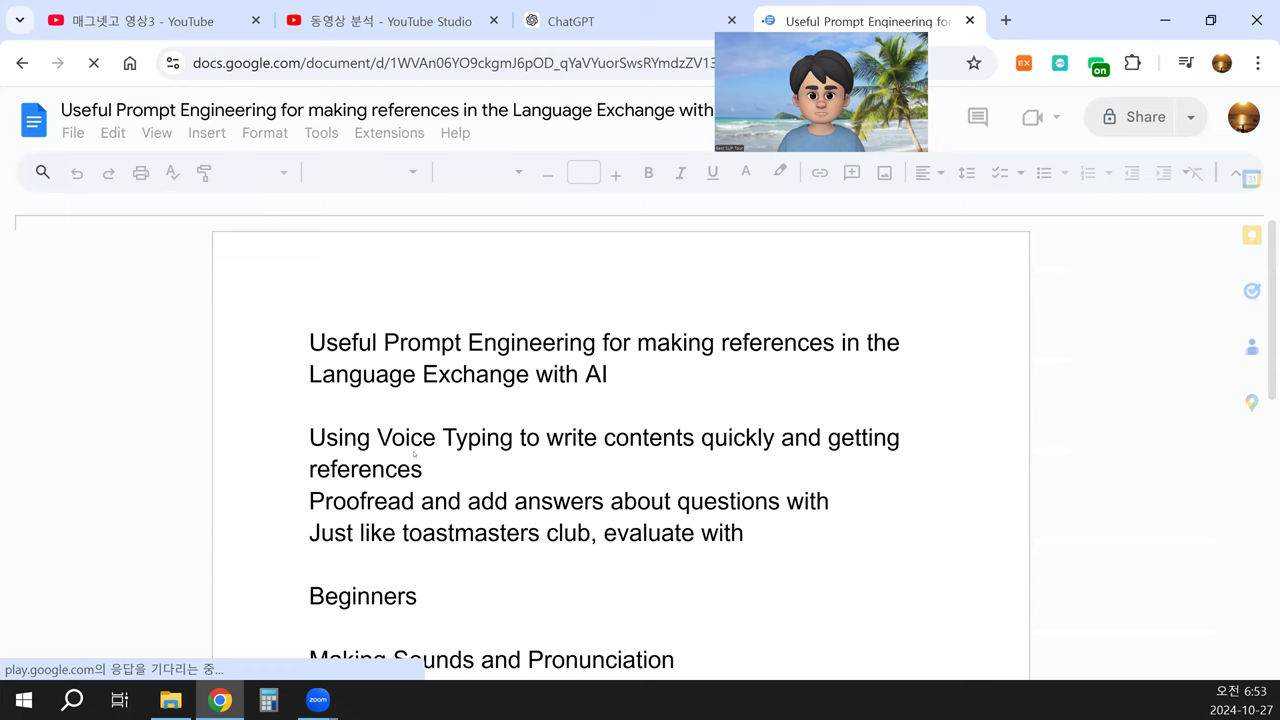 매그넷고 영상3 - YouTube
동영상 분석 - YouTube Studio
ChatGPT
Useful Prompt Engineering for
docs.google.com/document/d/1WVAn06YO9ckgmJ6pOD_qYaVYuorSwsRYmdzZV13
EX
on
Useful Prompt Engineering for making references in the Language Exchange with
File Edit View Insert Format Tools Extensions Help
Share
Useful Prompt Engineering for making references in the
Language Exchange with AI
Using Voice Typing to write contents quickly and getting
references
Proofread and add answers about questions with
Just like toastmasters club, evaluate with
Beginners
Making Sounds and Pronunciation
play.google.com의 응답을 기다리는 중...
zoom
오전 6:53
2024-10-27